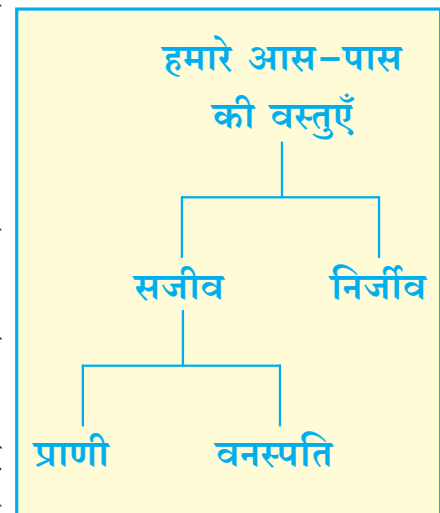 हमारे आस-पास
की वस्तुएँ
सजीव निर्जीव
प्राणी वनस्पति